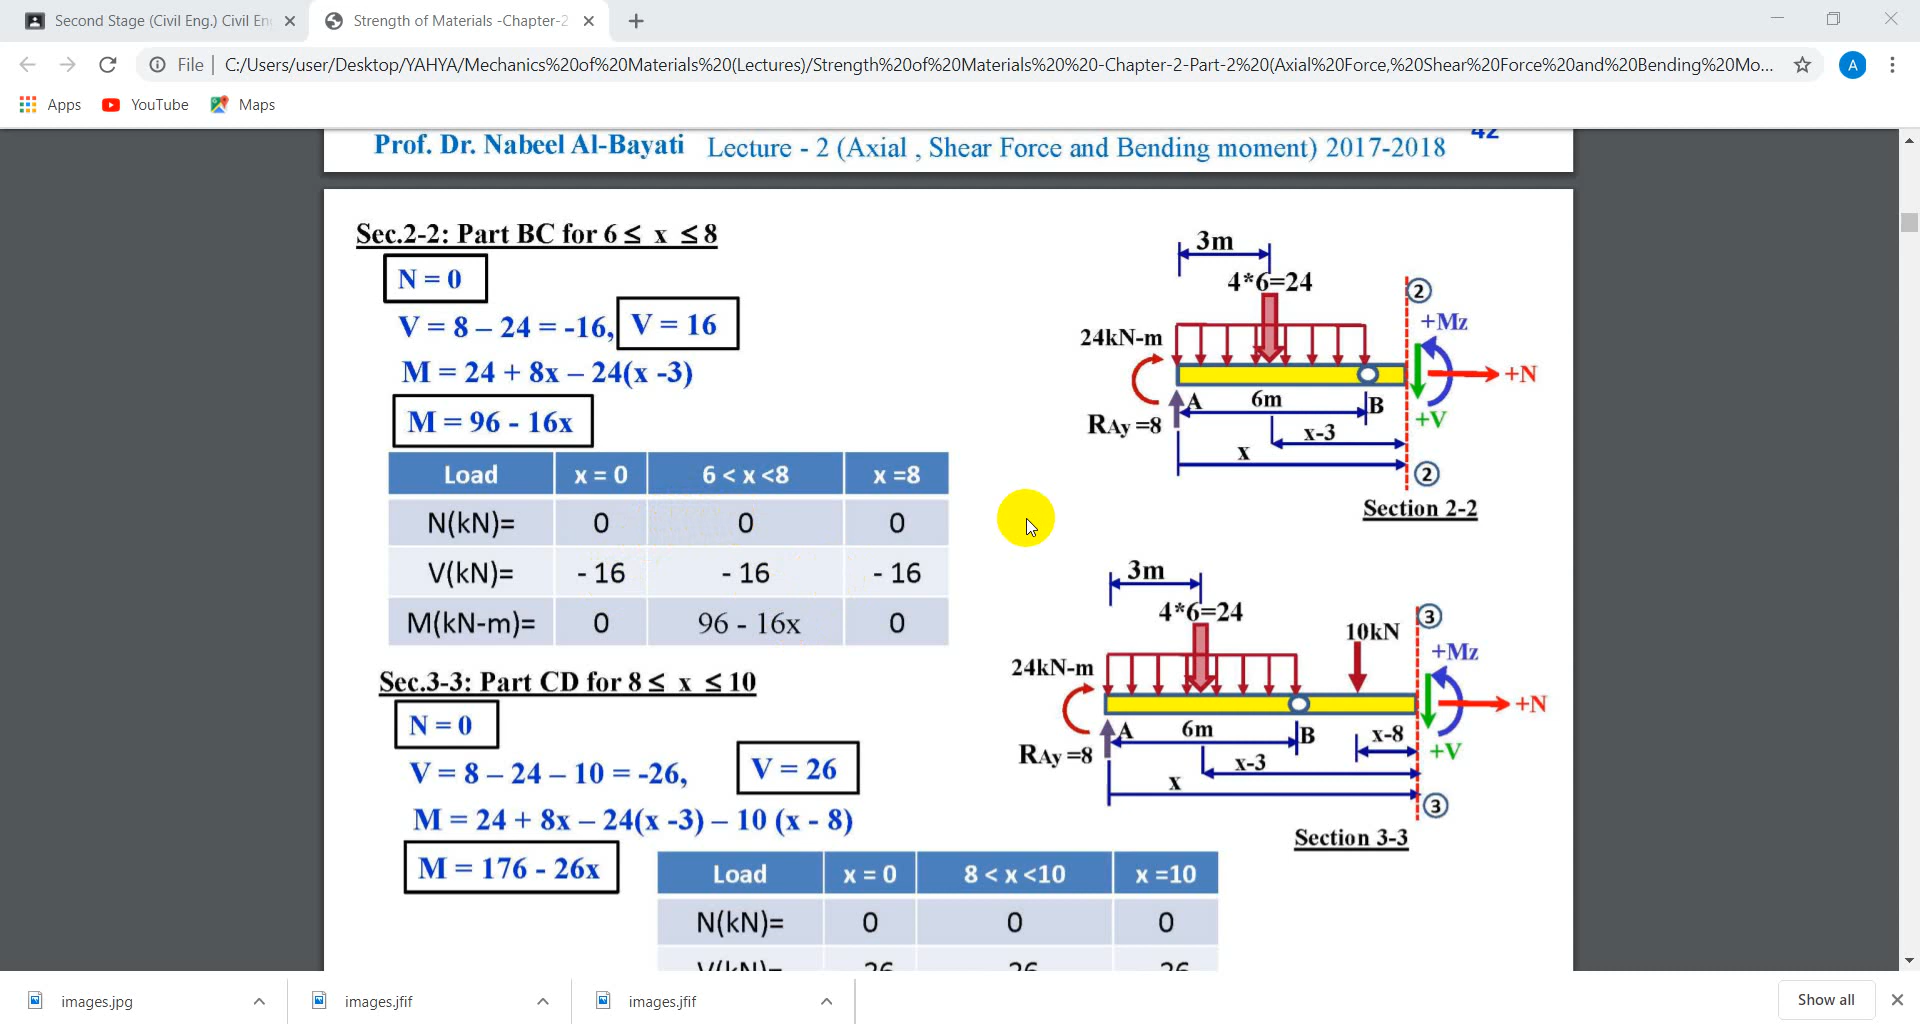 Second Stage (Civil Eng.) Civil En
Strength of Materials -Chapter-2
File
C:/Users/user/Desktop/YAHYA/Mechanics%20of%20Materials%20(Lectures)/Strength%20of%20Materials%20%20-Chapter-2-Part-2%20(Axial%20Force,%20Shear%20Force%20and%20Bending%20Mo...
A
Apps YouTube Maps
Prof. Dr. Nabeel Al-Bayati Lecture - 2 (Axial , Shear Force and Bending moment) 2017-2018 42
Sec.2-2: Part BC for 6 ≤ x ≤ 8
N = 0
V = 8 – 24 = -16, V = 16
M = 24 + 8x – 24(x -3)
M = 96 - 16x
Load x = 0 6 < x <8 x =8
N(kN)= 0 0 0
V(kN)= - 16 - 16 - 16
M(kN-m)= 0 96 - 16x 0
3m
4*6=24
2
+Mz
24kN-m
+N
A 6m B
RAy =8
+V
x-3
x
2
Section 2-2
Sec.3-3: Part CD for 8 ≤ x ≤ 10
N = 0
V = 8 – 24 – 10 = -26, V = 26
M = 24 + 8x – 24(x -3) – 10 (x - 8)
M = 176 - 26x
3m
4*6=24
3
10kN
+Mz
24kN-m
+N
A 6m B x-8
RAy =8
+V
x-3
x
3
Section 3-3
Load x = 0 8 < x <10 x =10
N(kN)= 0 0 0
images.jpg images.jfif images.jfif Show all